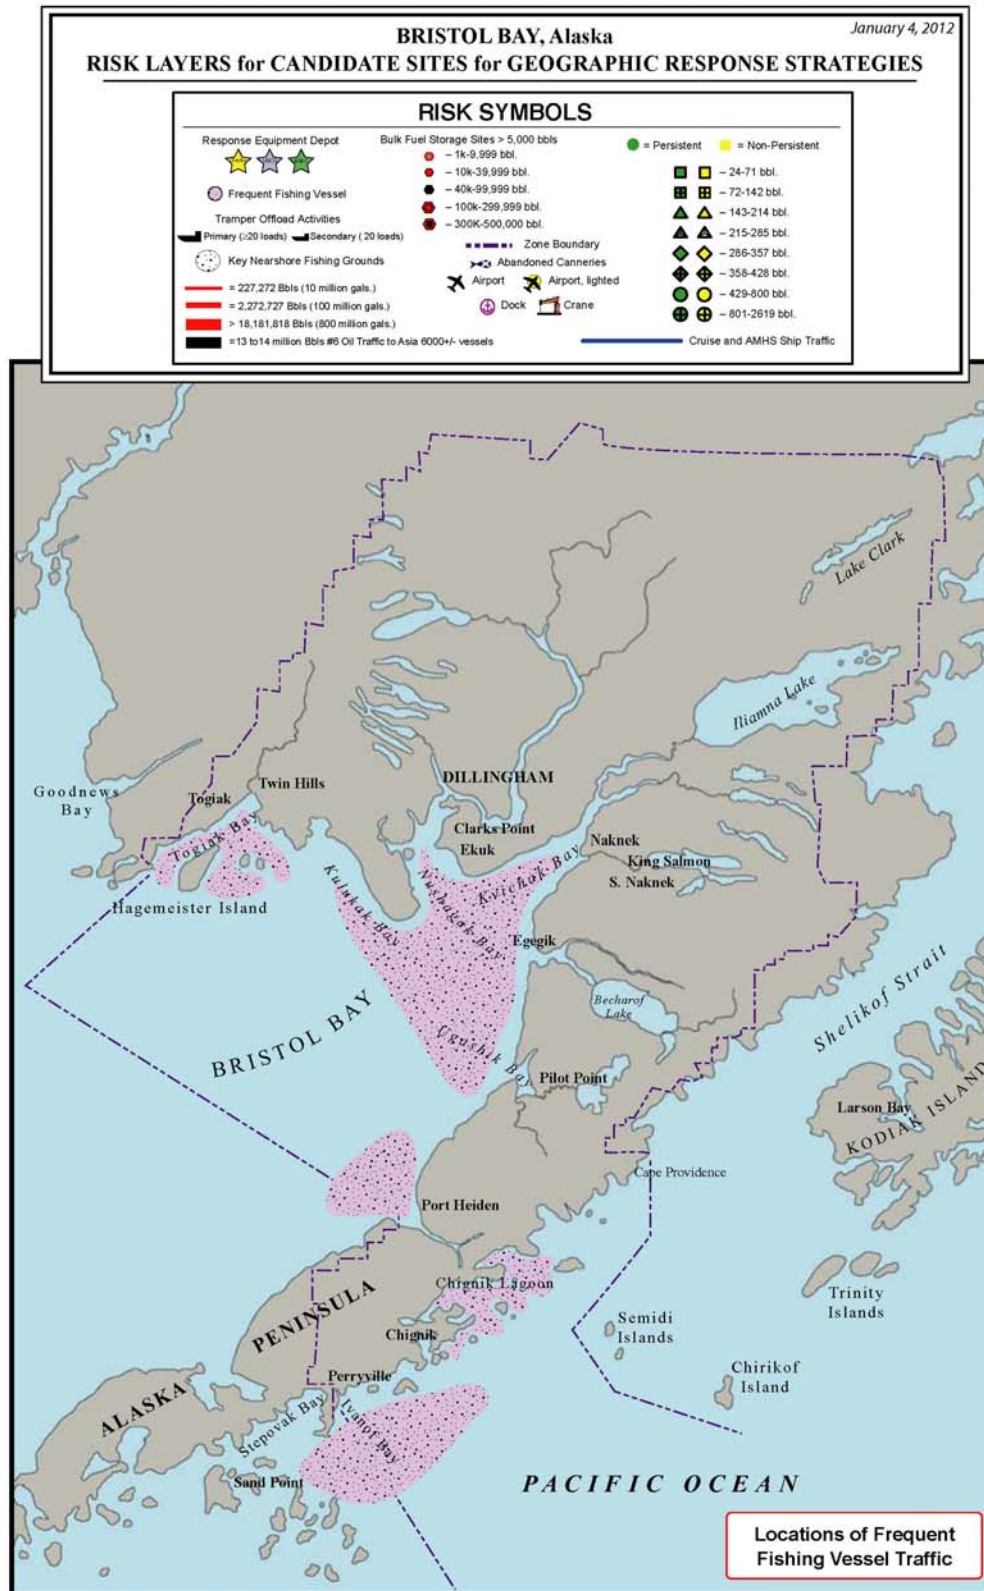 January 4, 2012
BRISTOL BAY, Alaska
RISK LAYERS for CANDIDATE SITES for GEOGRAPHIC RESPONSE STRATEGIES
RISK SYMBOLS
Response Equipment Depot
Frequent Fishing Vessel
Tramper Offload Activities
Primary (≥20 loads)
Secondary ( 20 loads)
Key Nearshore Fishing Grounds
= 227,272 Bbls (10 million gals.)
= 2,272,727 Bbls (100 million gals.)
> 18,181,818 Bbls (800 million gals.)
=13 to14 million Bbls #6 Oil Traffic to Asia 6000+/- vessels
Bulk Fuel Storage Sites > 5,000 bbls
– 1k-9,999 bbl.
– 10k-39,999 bbl.
– 40k-99,999 bbl.
– 100k-299,999 bbl.
– 300K-500,000 bbl.
Zone Boundary
Abandoned Canneries
Airport
Airport, lighted
Dock
Crane
= Persistent
= Non-Persistent
– 24-71 bbl.
– 72-142 bbl.
– 143-214 bbl.
– 215-285 bbl.
– 286-357 bbl.
– 358-428 bbl.
– 429-800 bbl.
– 801-2619 bbl.
Cruise and AMHS Ship Traffic
Lake Clark
Iliamna Lake
Goodnews
Bay
Togiak
Twin Hills
DILLINGHAM
Togiak Bay
Clarks Point
Ekuk
Naknek
King Salmon
S. Naknek
Hagemeister Island
Kulukak Bay
Nushagak Bay
Kvichak Bay
Egegik
Becharof
Lake
Shelikof Strait
BRISTOL BAY
Ugushik Bay
Pilot Point
Larson Bay
KODIAK ISLAND
Cape Providence
Port Heiden
Chignik Lagoon
Trinity
Islands
Semidi
Islands
PENINSULA
Chignik
Chirikof
Island
Perryville
ALASKA
Stepovak Bay
Ivanof Bay
Sand Point
PACIFIC OCEAN
Locations of Frequent
Fishing Vessel Traffic